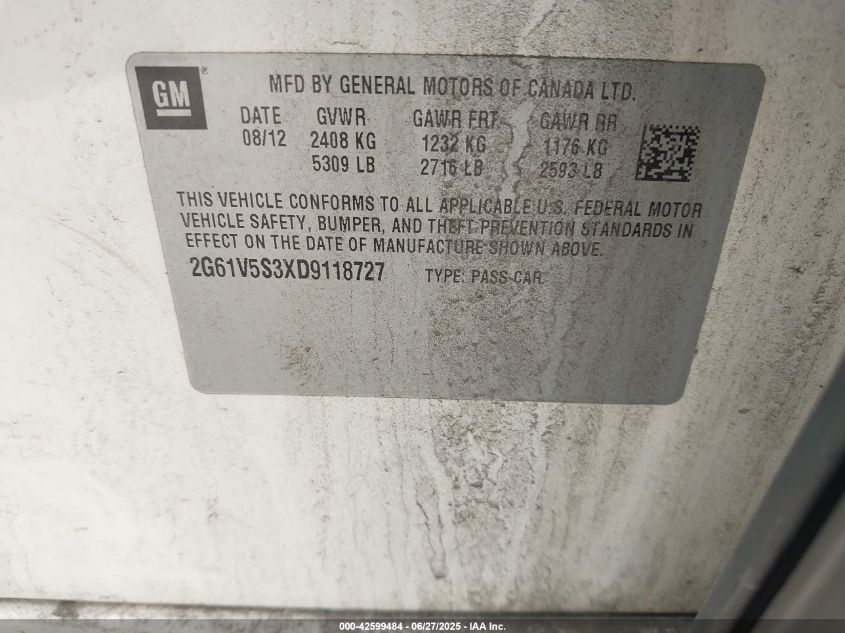 GM ®
MFD BY GENERAL MOTORS OF CANADA LTD.
DATE GVWR GAWR FRT GAWR RR
08/12 2408 KG 1232 KG 1176 KG
5309 LB 2716 LB 2593 LB
THIS VEHICLE CONFORMS TO ALL APPLICABLE U.S. FEDERAL MOTOR
VEHICLE SAFETY, BUMPER, AND THEFT PREVENTION STANDARDS IN
EFFECT ON THE DATE OF MANUFACTURE SHOWN ABOVE.
2G61V5S3XD9118727 TYPE: PASS CAR
000-42599484 - 06/27/2025 - IAA Inc.